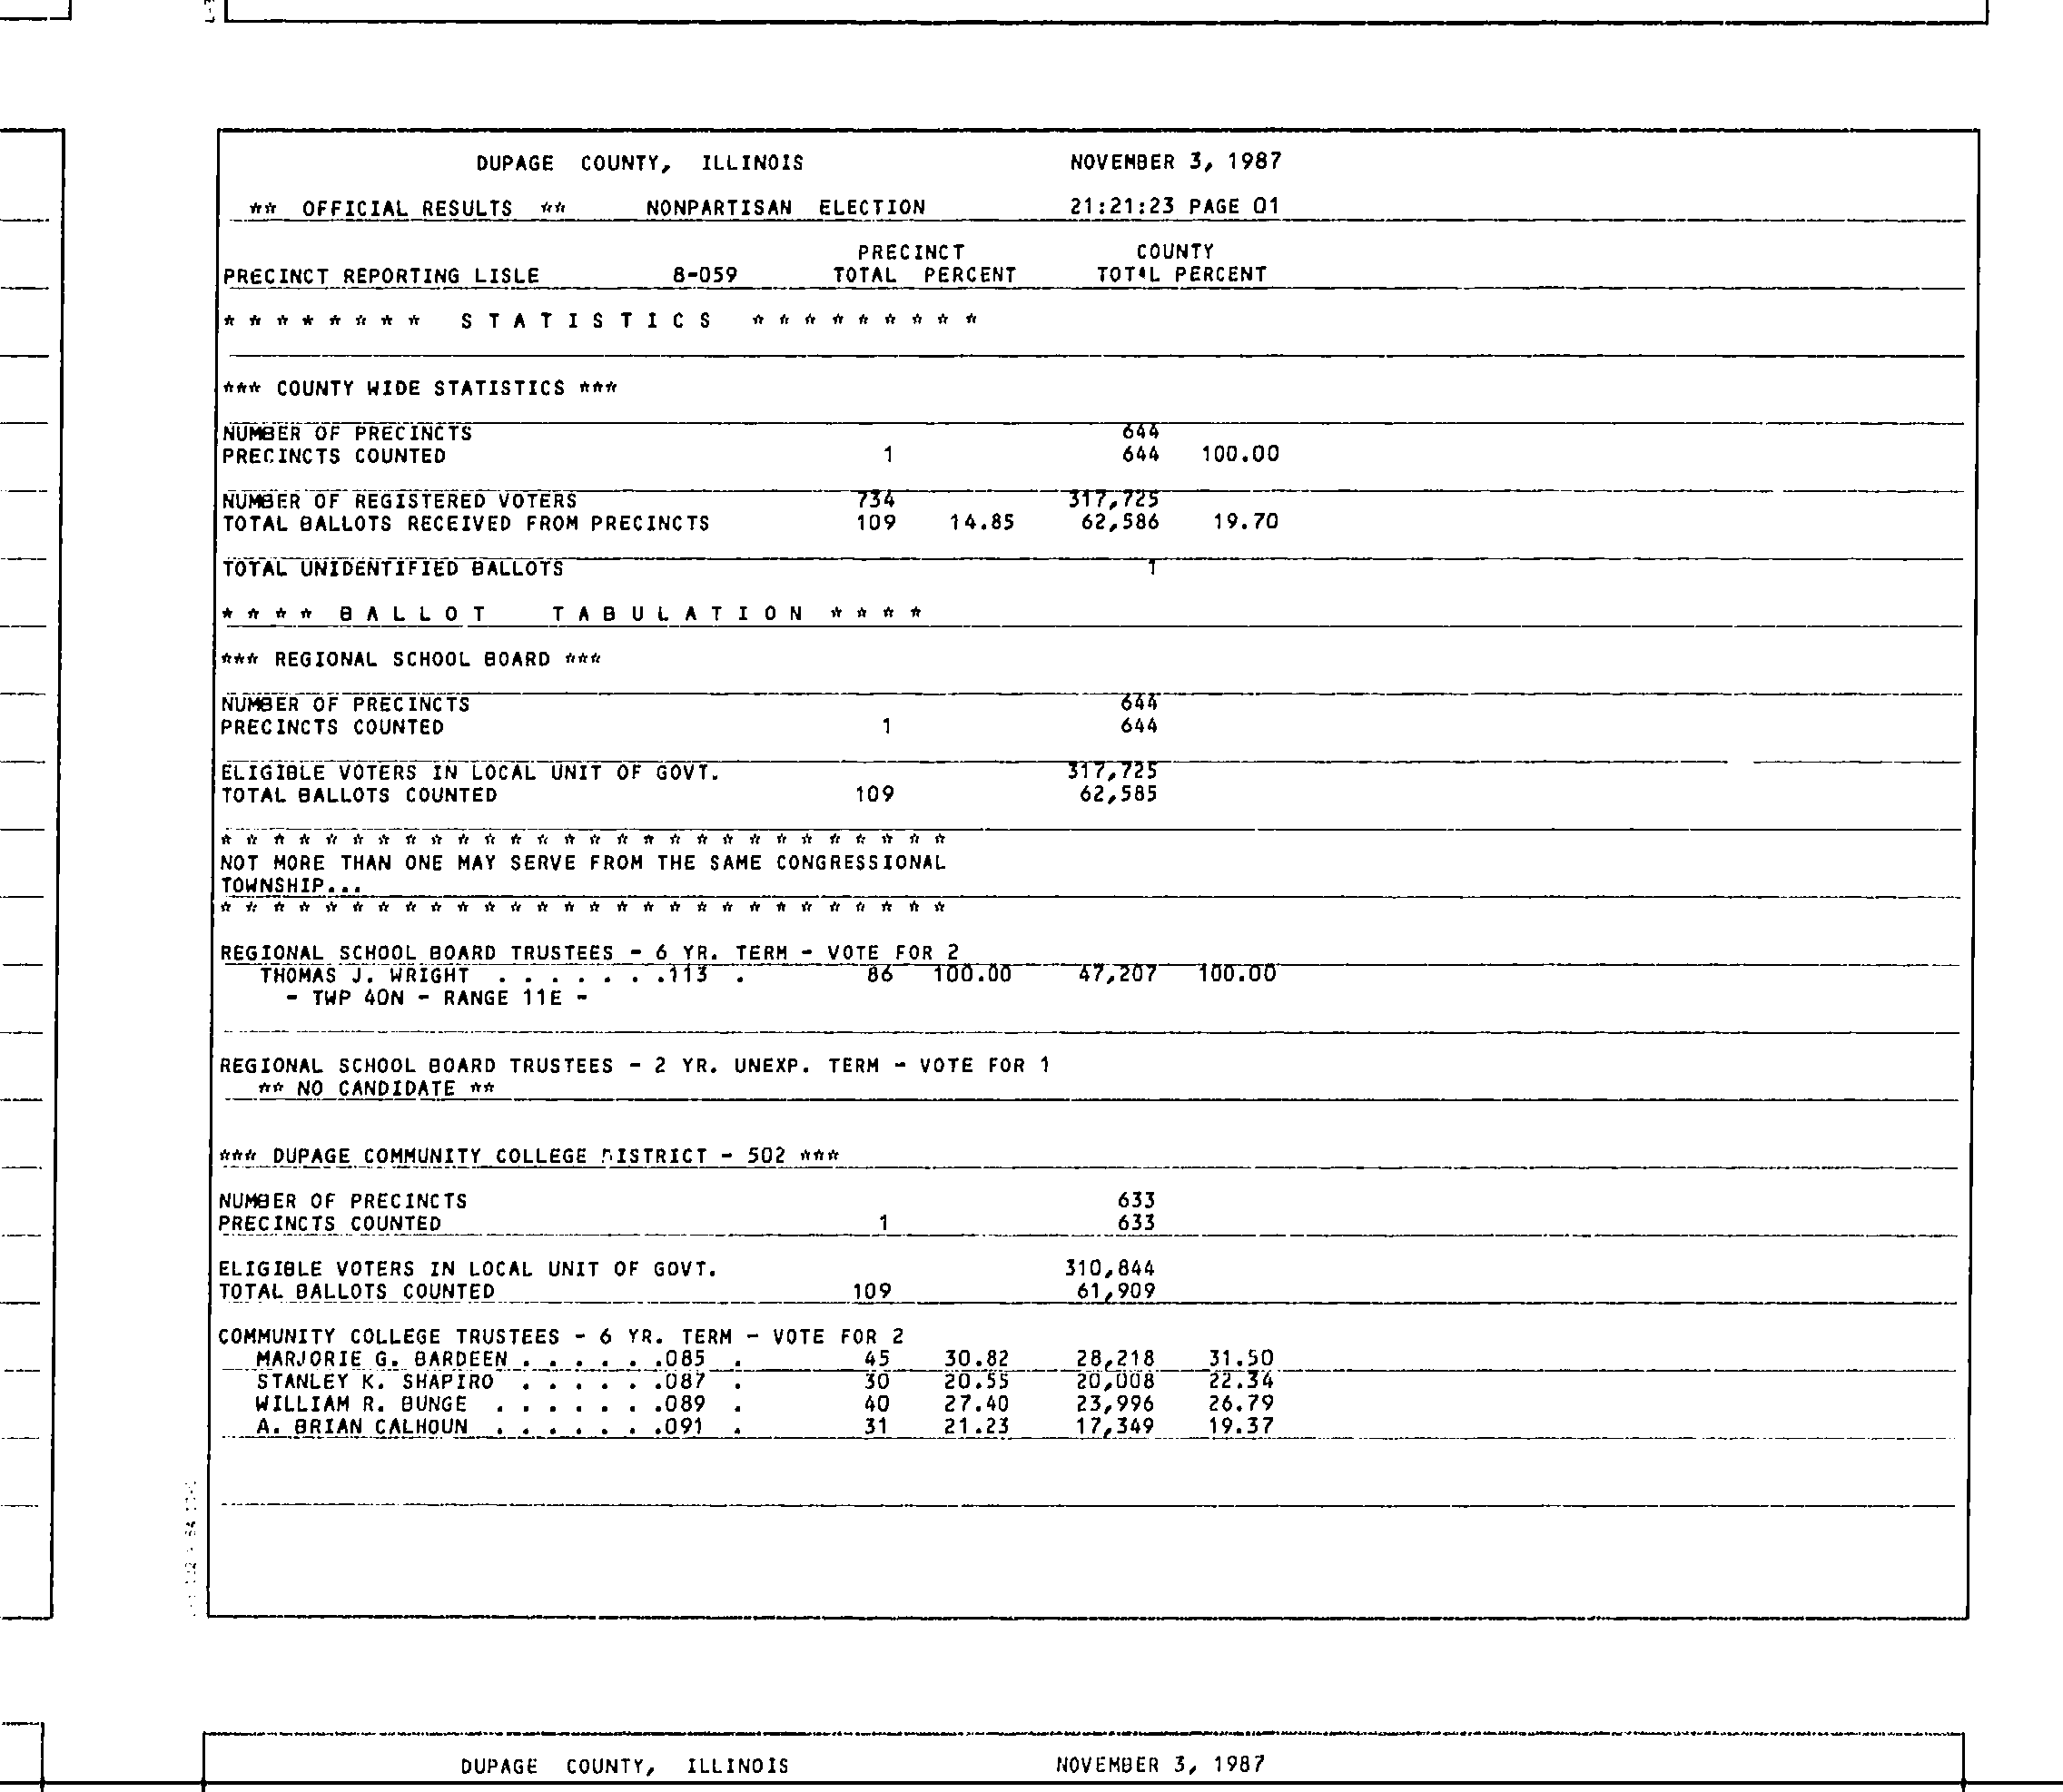 DUPAGE COUNTY, ILLINOIS NOVEMBER 3, 1987
** OFFICIAL RESULTS ** NONPARTISAN ELECTION 21:21:23 PAGE 01
PRECINCT COUNTY
PRECINCT REPORTING LISLE 8-059 TOTAL PERCENT TOTAL PERCENT
* * * * * * * * S T A T I S T I C S * * * * * * * * *
*** COUNTY WIDE STATISTICS ***
NUMBER OF PRECINCTS 644
PRECINCTS COUNTED 1 644 100.00
NUMBER OF REGISTERED VOTERS 734 317,725
TOTAL BALLOTS RECEIVED FROM PRECINCTS 109 14.85 62,586 19.70
TOTAL UNIDENTIFIED BALLOTS 1
* * * * B A L L O T T A B U L A T I O N * * * *
*** REGIONAL SCHOOL BOARD ***
NUMBER OF PRECINCTS 644
PRECINCTS COUNTED 1 644
ELIGIBLE VOTERS IN LOCAL UNIT OF GOVT. 317,725
TOTAL BALLOTS COUNTED 109 62,585
* * * * * * * * * * * * * * * * * * * * * * * * * * * *
NOT MORE THAN ONE MAY SERVE FROM THE SAME CONGRESSIONAL
TOWNSHIP...
* * * * * * * * * * * * * * * * * * * * * * * * * * * *
REGIONAL SCHOOL BOARD TRUSTEES - 6 YR. TERM - VOTE FOR 2
THOMAS J. WRIGHT . . . . . . .113 . 86 100.00 47,207 100.00
- TWP 40N - RANGE 11E -
REGIONAL SCHOOL BOARD TRUSTEES - 2 YR. UNEXP. TERM - VOTE FOR 1
** NO CANDIDATE **
*** DUPAGE COMMUNITY COLLEGE DISTRICT - 502 ***
NUMBER OF PRECINCTS 633
PRECINCTS COUNTED 1 633
ELIGIBLE VOTERS IN LOCAL UNIT OF GOVT. 310,844
TOTAL BALLOTS COUNTED 109 61,909
COMMUNITY COLLEGE TRUSTEES - 6 YR. TERM - VOTE FOR 2
MARJORIE G. BARDEEN . . . . . .085 . 45 30.82 28,218 31.50
STANLEY K. SHAPIRO . . . . . .087 . 30 20.55 20,008 22.34
WILLIAM R. BUNGE . . . . . . .089 . 40 27.40 23,996 26.79
A. BRIAN CALHOUN . . . . . . .091 . 31 21.23 17,349 19.37
DUPAGE COUNTY, ILLINOIS NOVEMBER 3, 1987